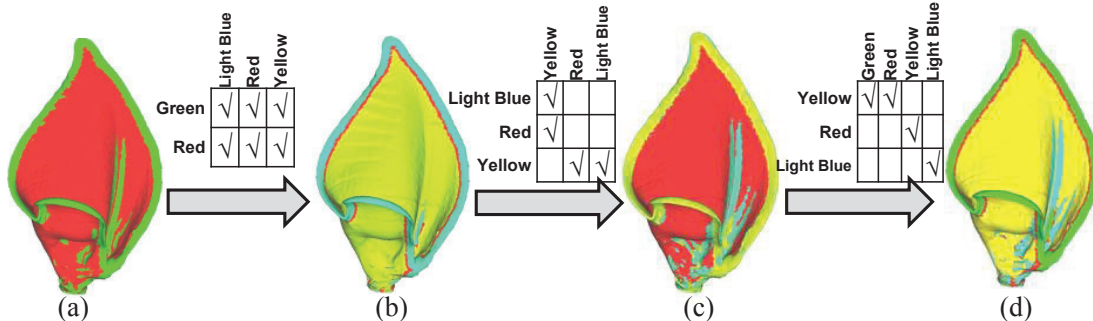 Light Blue
Red
Yellow
Green √ √ √
Red √ √ √
Yellow
Red
Light Blue
Light Blue √
Red √
Yellow √ √
Green
Red
Yellow
Light Blue
Yellow √ √
Red √
Light Blue √
(a)
(b)
(c)
(d)